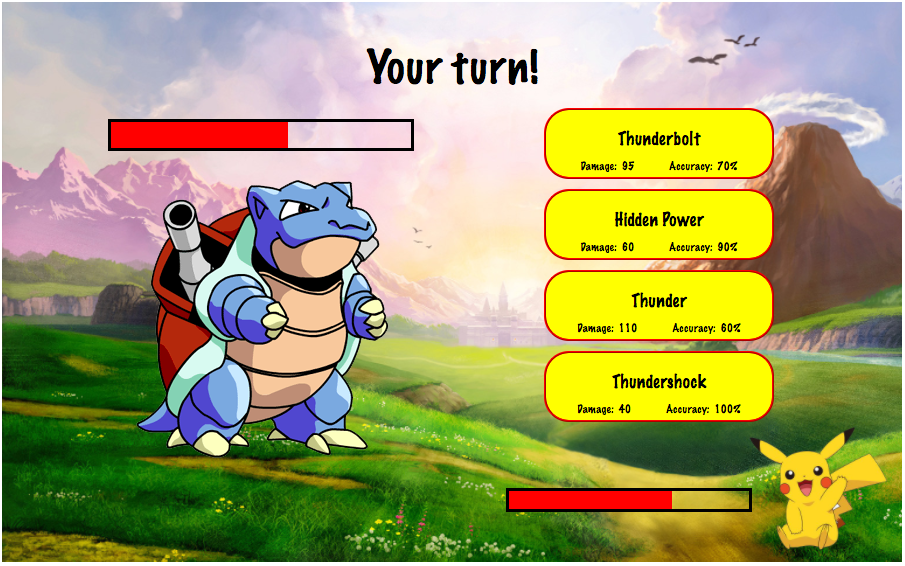 Your turn!
Thunderbolt
Damage: 95 Accuracy: 70%
Hidden Power
Damage: 60 Accuracy: 90%
Thunder
Damage: 110 Accuracy: 60%
Thundershock
Damage: 40 Accuracy: 100%